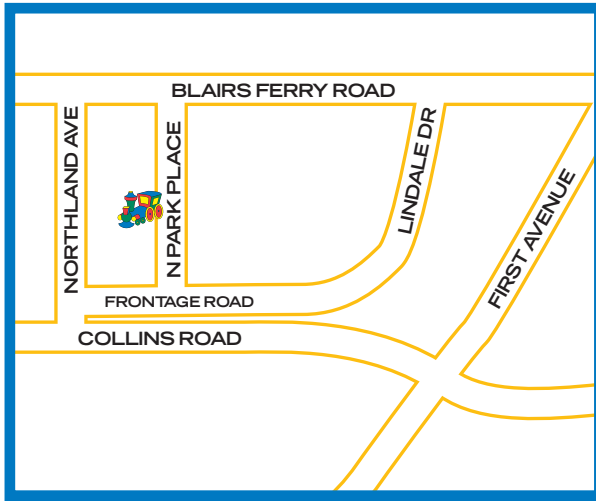 BLAIRS FERRY ROAD
NORTHLAND AVE
N PARK PLACE
LINDALE DR
FIRST AVENUE
FRONTAGE ROAD
COLLINS ROAD